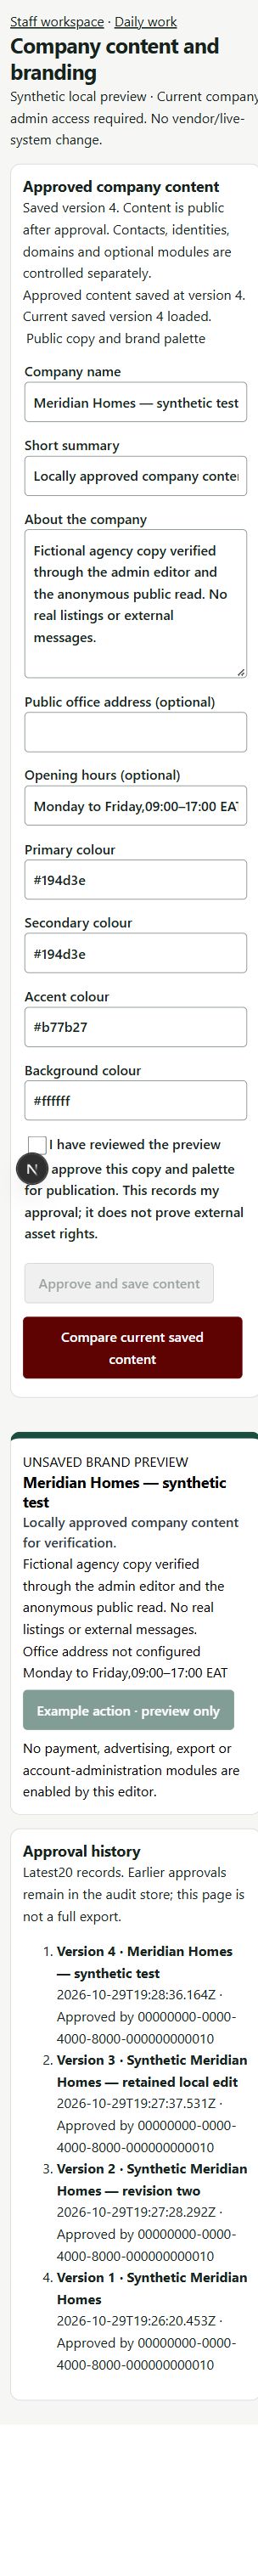 Staff workspace · Daily work
Company content and
branding
Synthetic local preview · Current company
admin access required. No vendor/live-
system change.
Approved company content
Saved version 4. Content is public
after approval. Contacts, identities,
domains and optional modules are
controlled separately.
Approved content saved at version 4.
Current saved version 4 loaded.
Public copy and brand palette
Company name
Meridian Homes — synthetic test
Short summary
Locally approved company conte
About the company
Fictional agency copy verified
through the admin editor and
the anonymous public read. No
real listings or external
messages.
Public office address (optional)
Opening hours (optional)
Monday to Friday,09:00–17:00 EAT
Primary colour
#194d3e
Secondary colour
#194d3e
Accent colour
#b77b27
Background colour
#ffffff
I have reviewed the preview
N approve this copy and palette
for publication. This records my
approval; it does not prove external
asset rights.
Approve and save content
Compare current saved
content
UNSAVED BRAND PREVIEW
Meridian Homes — synthetic
test
Locally approved company content
for verification.
Fictional agency copy verified
through the admin editor and the
anonymous public read. No real
listings or external messages.
Office address not configured
Monday to Friday,09:00–17:00 EAT
Example action · preview only
No payment, advertising, export or
account-administration modules are
enabled by this editor.
Approval history
Latest20 records. Earlier approvals
remain in the audit store; this page is
not a full export.
1. Version 4 · Meridian Homes
— synthetic test
2026-10-29T19:28:36.164Z ·
Approved by 00000000-0000-
4000-8000-000000000010
2. Version 3 · Synthetic Meridian
Homes — retained local edit
2026-10-29T19:27:37.531Z ·
Approved by 00000000-0000-
4000-8000-000000000010
3. Version 2 · Synthetic Meridian
Homes — revision two
2026-10-29T19:27:28.292Z ·
Approved by 00000000-0000-
4000-8000-000000000010
4. Version 1 · Synthetic Meridian
Homes
2026-10-29T19:26:20.453Z ·
Approved by 00000000-0000-
4000-8000-000000000010